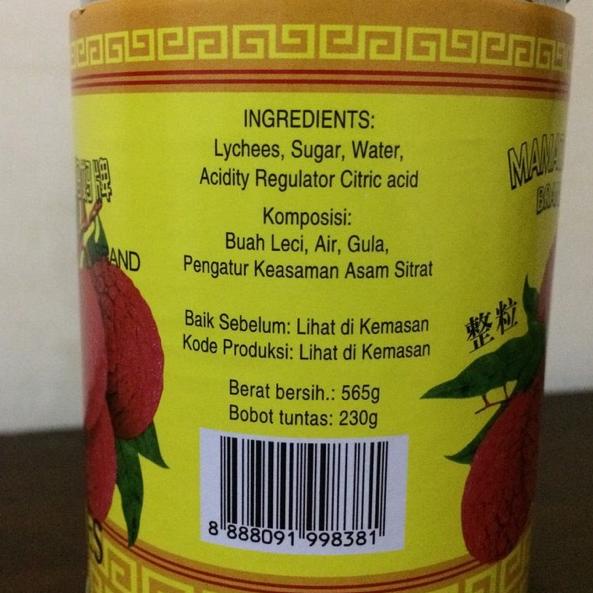 INGREDIENTS:
Lychees, Sugar, Water,
Acidity Regulator Citric acid
Komposisi:
Buah Leci, Air, Gula,
Pengatur Keasaman Asam Sitrat
Baik Sebelum: Lihat di Kemasan
Kode Produksi: Lihat di Kemasan
Berat bersih.: 565g
Bobot tuntas: 230g
8 888091 998381
牌
整粒